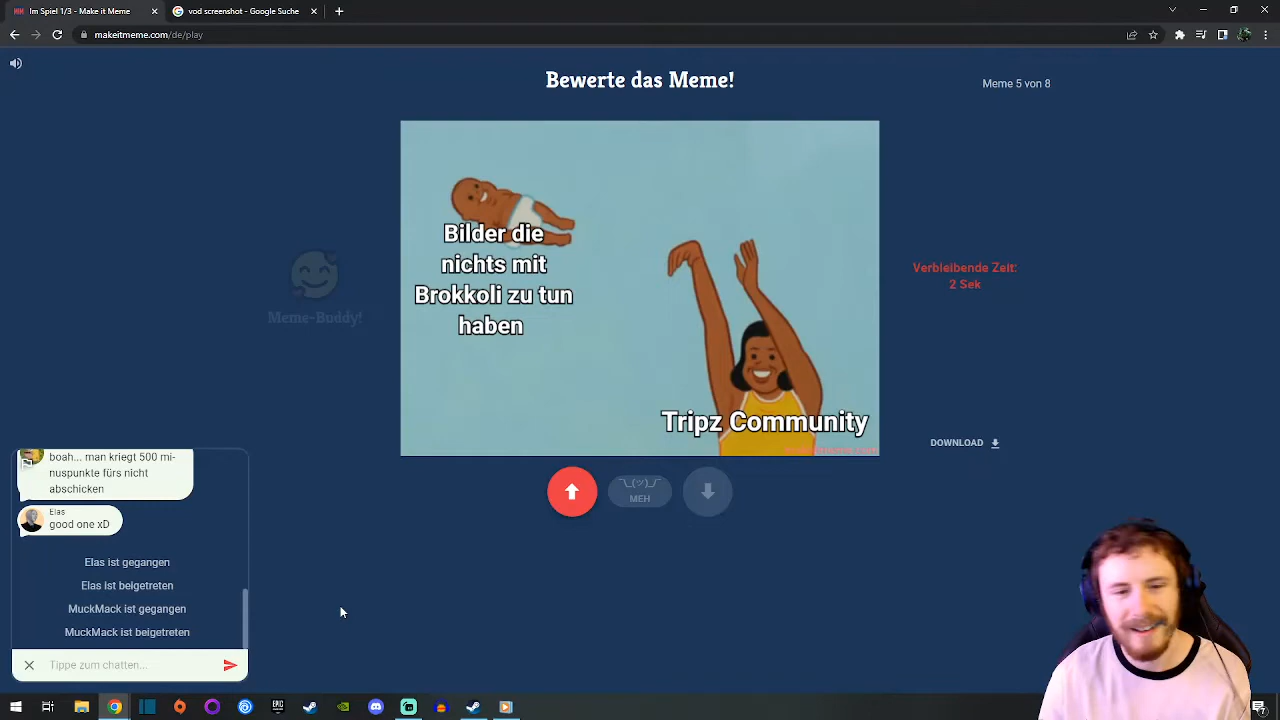 Im Spiel 1/3 - Make it Meme
vld screenshot - Google Suche
makeitmeme.com/de/play
Bewerte das Meme!
Meme 5 von 8
Bilder die
nichts mit
Brokkoli zu tun
haben
Tripz Community
Meme-Buddy!
Verbleibende Zeit:
2 Sek
DOWNLOAD
¯\_(ツ)_/¯
MEH
boah... man kriegt 500 mi-
nuspunkte fürs nicht
abschicken
Elas
good one xD
Elas ist gegangen
Elas ist beigetreten
MuckMack ist gegangen
MuckMack ist beigetreten
Tippe zum chatten...
EPIC